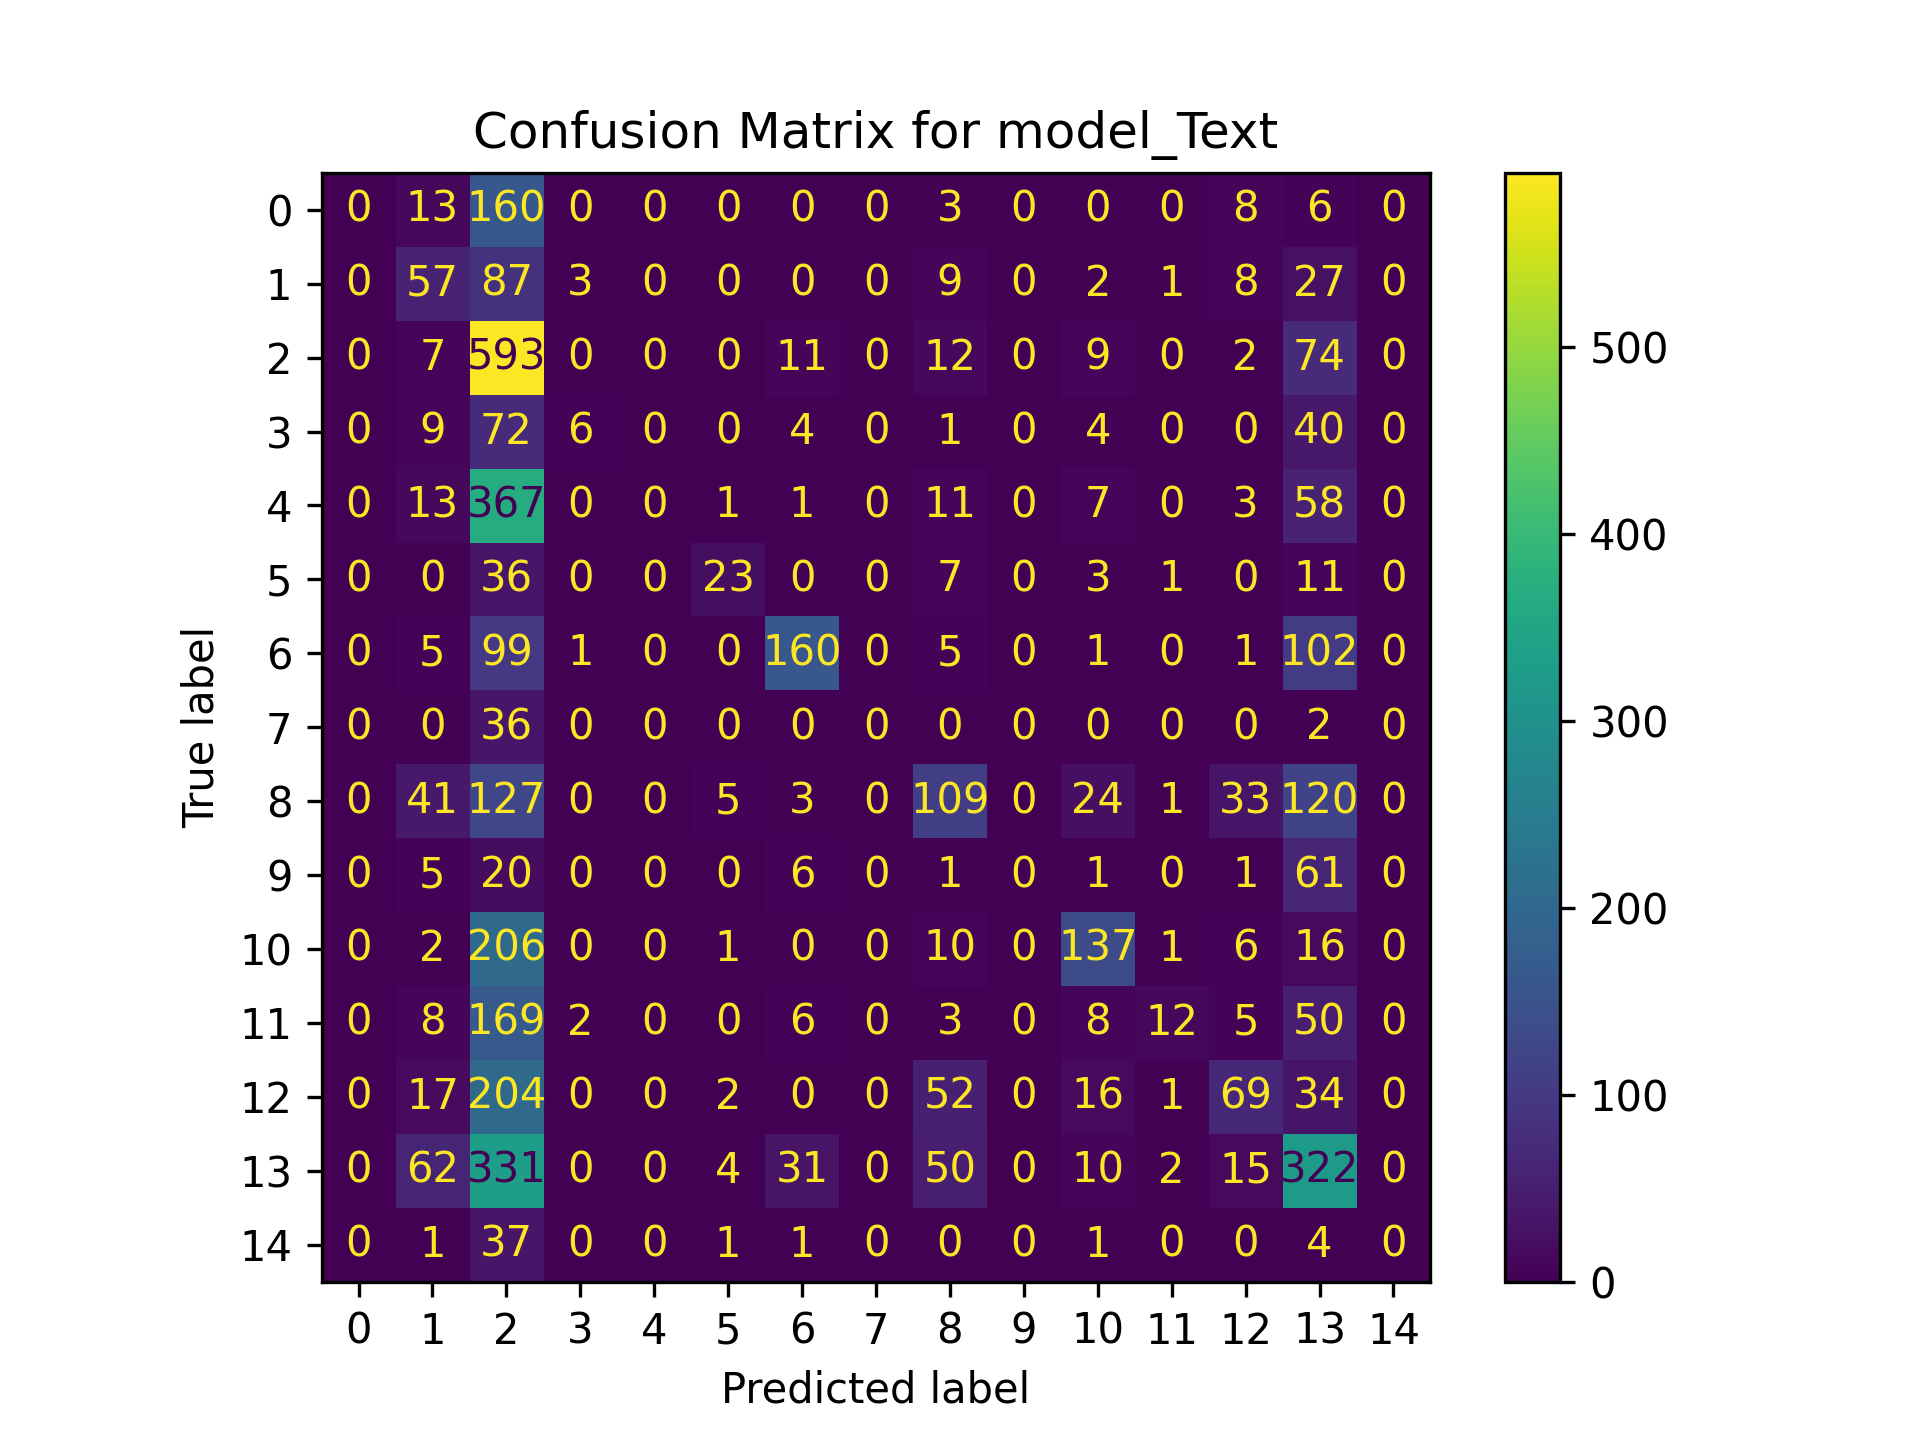 Confusion Matrix for model_Text
0 0 13 160 0 0 0 0 0 3 0 0 0 8 6 0
1 0 57 87 3 0 0 0 0 9 0 2 1 8 27 0
2 0 7 593 0 0 0 11 0 12 0 9 0 2 74 0
3 0 9 72 6 0 0 4 0 1 0 4 0 0 40 0
4 0 13 367 0 0 1 1 0 11 0 7 0 3 58 0
5 0 0 36 0 0 23 0 0 7 0 3 1 0 11 0
6 0 5 99 1 0 0 160 0 5 0 1 0 1 102 0
7 0 0 36 0 0 0 0 0 0 0 0 0 0 2 0
8 0 41 127 0 0 5 3 0 109 0 24 1 33 120 0
9 0 5 20 0 0 0 6 0 1 0 1 0 1 61 0
10 0 2 206 0 0 1 0 0 10 0 137 1 6 16 0
11 0 8 169 2 0 0 6 0 3 0 8 12 5 50 0
12 0 17 204 0 0 2 0 0 52 0 16 1 69 34 0
13 0 62 331 0 0 4 31 0 50 0 10 2 15 322 0
14 0 1 37 0 0 1 1 0 0 0 1 0 0 4 0
0 1 2 3 4 5 6 7 8 9 10 11 12 13 14
Predicted label
True label
500
400
300
200
100
0